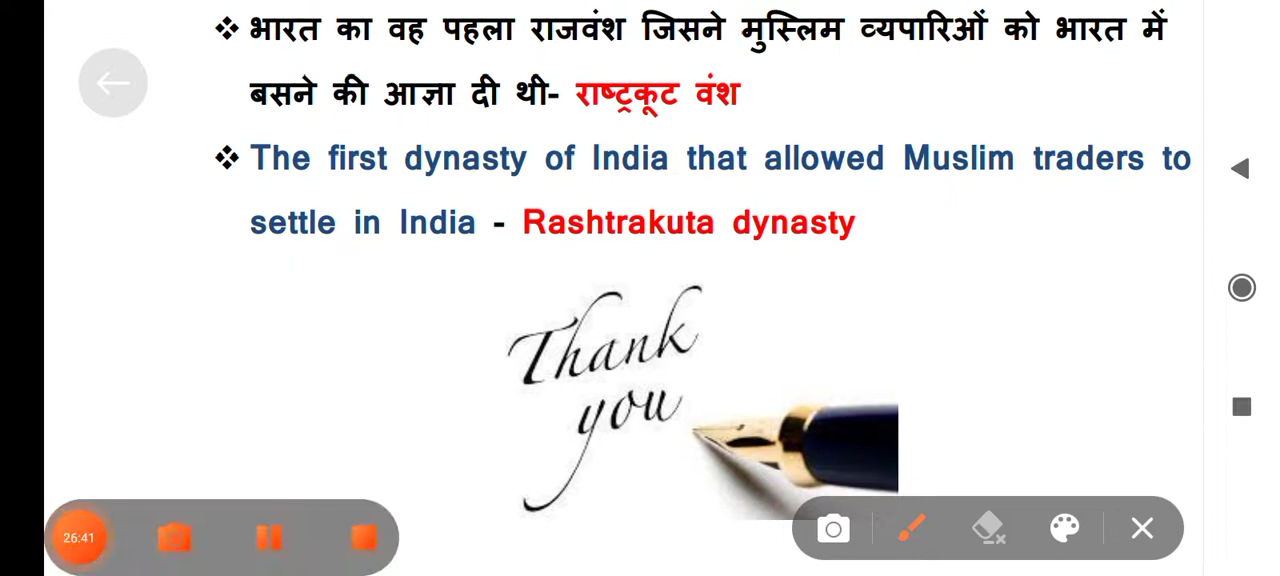 ❖ भारत का वह पहला राजवंश जिसने मुस्लिम व्यपारिओं को भारत में
बसने की आज्ञा दी थी- राष्ट्रकूट वंश
❖ The first dynasty of India that allowed Muslim traders to
settle in India - Rashtrakuta dynasty
Thank
you
26:41